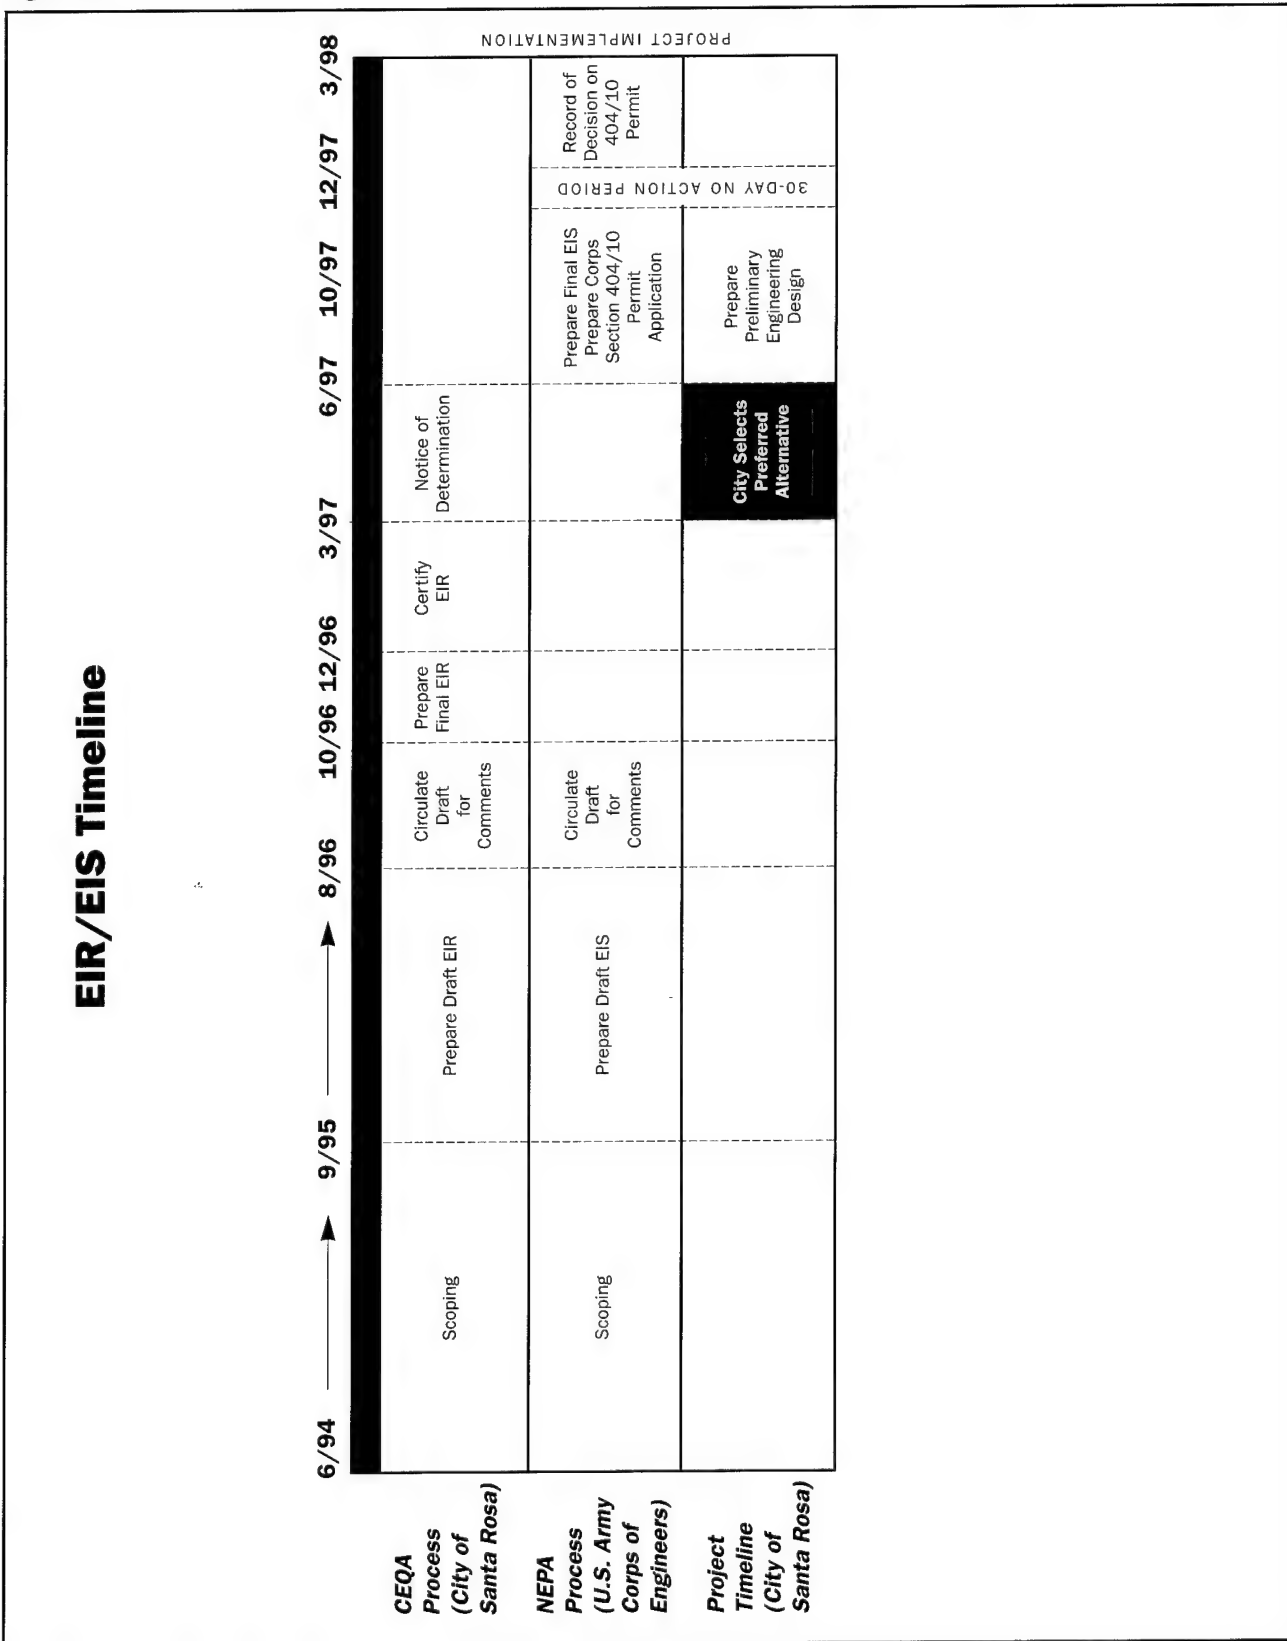 EIR/EIS Timeline
6/94
9/95
8/96
10/96
12/96
3/97
6/97
10/97
12/97
3/98
CEQA
Process
(City of
Santa Rosa)
Scoping
Prepare Draft EIR
Circulate
Draft
for
Comments
Prepare
Final EIR
Certify
EIR
Notice of
Determination
NEPA
Process
(U.S. Army
Corps of
Engineers)
Scoping
Prepare Draft EIS
Circulate
Draft
for
Comments
Prepare Final EIS
Prepare Corps
Section 404/10
Permit
Application
30-DAY NO ACTION PERIOD
Record of
Decision on
404/10
Permit
Project
Timeline
(City of
Santa Rosa)
City Selects
Preferred
Alternative
Prepare
Preliminary
Engineering
Design
PROJECT IMPLEMENTATION